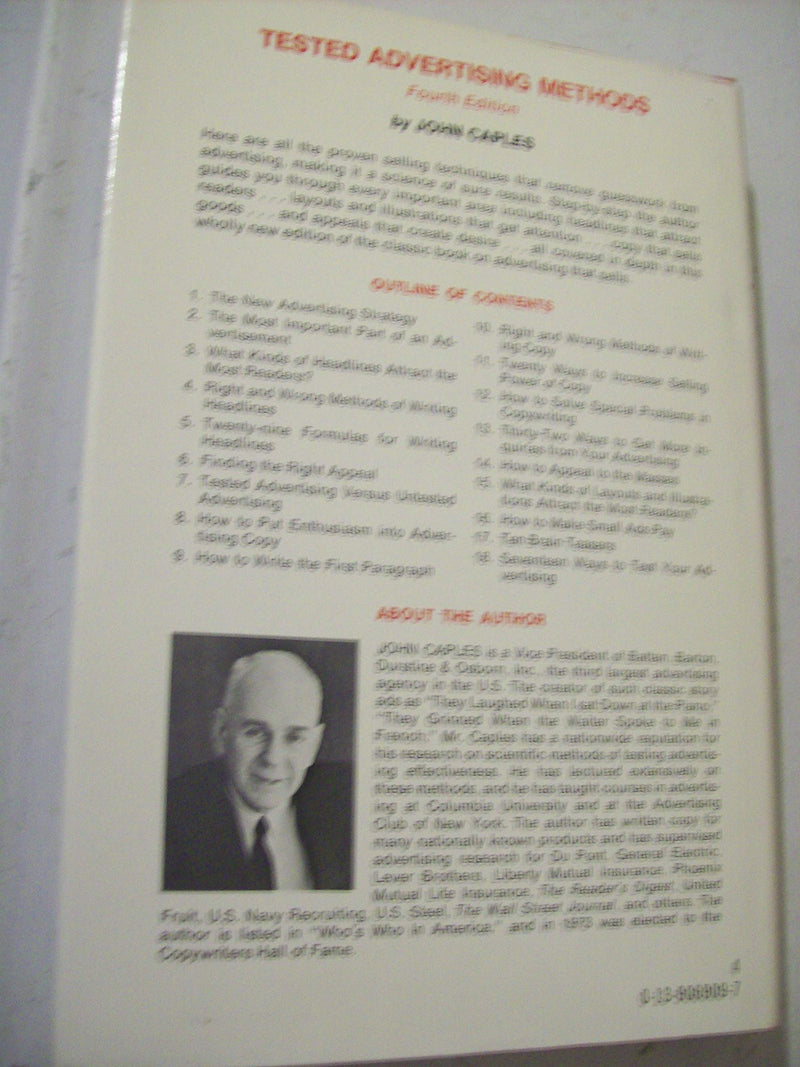 TESTED ADVERTISING METHODS
Fourth Edition
by JOHN CAPLES
Here are all the proven selling techniques that remove guesswork from
advertising, making it a science of sure results. Step-by-step the author
guides you through every important area including headlines that attract
readers . . . layouts and illustrations that get attention . . . copy that sells
goods . . . and appeals that create desire . . . all covered in depth in this
wholly new edition of the classic book on advertising that sells.
OUTLINE OF CONTENTS
1. The New Advertising Strategy
2. The Most Important Part of an Ad-
vertisement
3. What Kinds of Headlines Attract the
Most Readers?
4. Right and Wrong Methods of Writing
Headlines
5. Twenty-nine Formulas for Writing
Headlines
6. Finding the Right Appeal
7. Tested Advertising Versus Untested
Advertising
8. How to Put Enthusiasm into Adver-
tising Copy
9. How to Write the First Paragraph
10. Right and Wrong Methods of Writ-
ing Copy
11. Twenty Ways to Increase Selling
Power of Copy
12. How to Solve Special Problems in
Copywriting
13. Thirty-Two Ways to Get More In-
quiries from Your Advertising
14. How to Appeal to the Masses
15. What Kinds of Layouts and Illustra-
tions Attract the Most Readers?
16. How to Make Small Ads Pay
17. Ten Brain Teasers
18. Seventeen Ways to Test Your Ad-
vertising
ABOUT THE AUTHOR
JOHN CAPLES is a Vice President of Batten, Barton,
Durstine & Osborn, Inc., the third largest advertising
agency in the U.S. The creator of such classic story
ads as "They Laughed When I sat Down at the Piano,"
"They Grinned When the Waiter Spoke to Me in
French," Mr. Caples has a nationwide reputation for
his research on scientific methods of testing advertis-
ing effectiveness. He has lectured extensively on
these methods, and he has taught courses in advertis-
ing at Columbia University and at the Advertising
Club of New York. The author has written copy for
many nationally known products and has supervised
advertising research for Du Pont, General Electric,
Lever Brothers, Liberty Mutual Insurance, Phoenix
Mutual Life Insurance, The Reader's Digest, United
Fruit, U.S. Navy Recruiting, U.S. Steel, The Wall Street Journal, and others. The
author is listed in "Who's Who in America," and in 1973 was elected to the
Copywriters Hall of Fame.